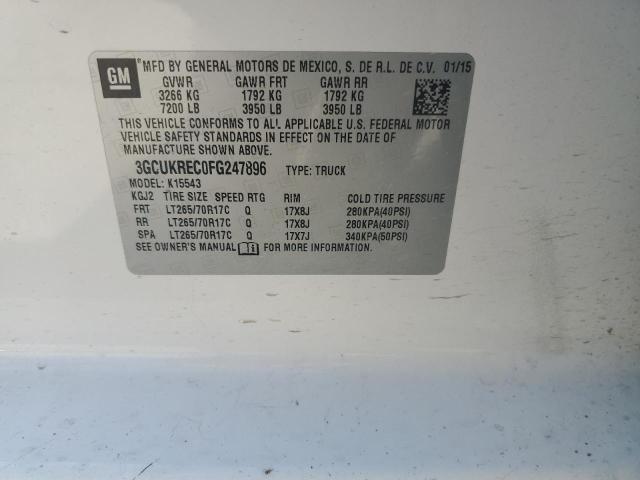 GM
MFD BY GENERAL MOTORS DE MEXICO, S. DE R.L. DE C.V. 01/15
GVWR GAWR FRT GAWR RR
3266 KG 1792 KG 1792 KG
7200 LB 3950 LB 3950 LB
THIS VEHICLE CONFORMS TO ALL APPLICABLE U.S. FEDERAL MOTOR
VEHICLE SAFETY STANDARDS IN EFFECT ON THE DATE OF
MANUFACTURE SHOWN ABOVE.
3GCUKREC0FG247896 TYPE: TRUCK
MODEL: K15543
KGJ2 TIRE SIZE SPEED RTG RIM COLD TIRE PRESSURE
FRT LT265/70R17C Q 17X8J 280KPA(40PSI)
RR LT265/70R17C Q 17X8J 280KPA(40PSI)
SPA LT265/70R17C Q 17X7J 340KPA(50PSI)
SEE OWNER'S MANUAL FOR MORE INFORMATION.